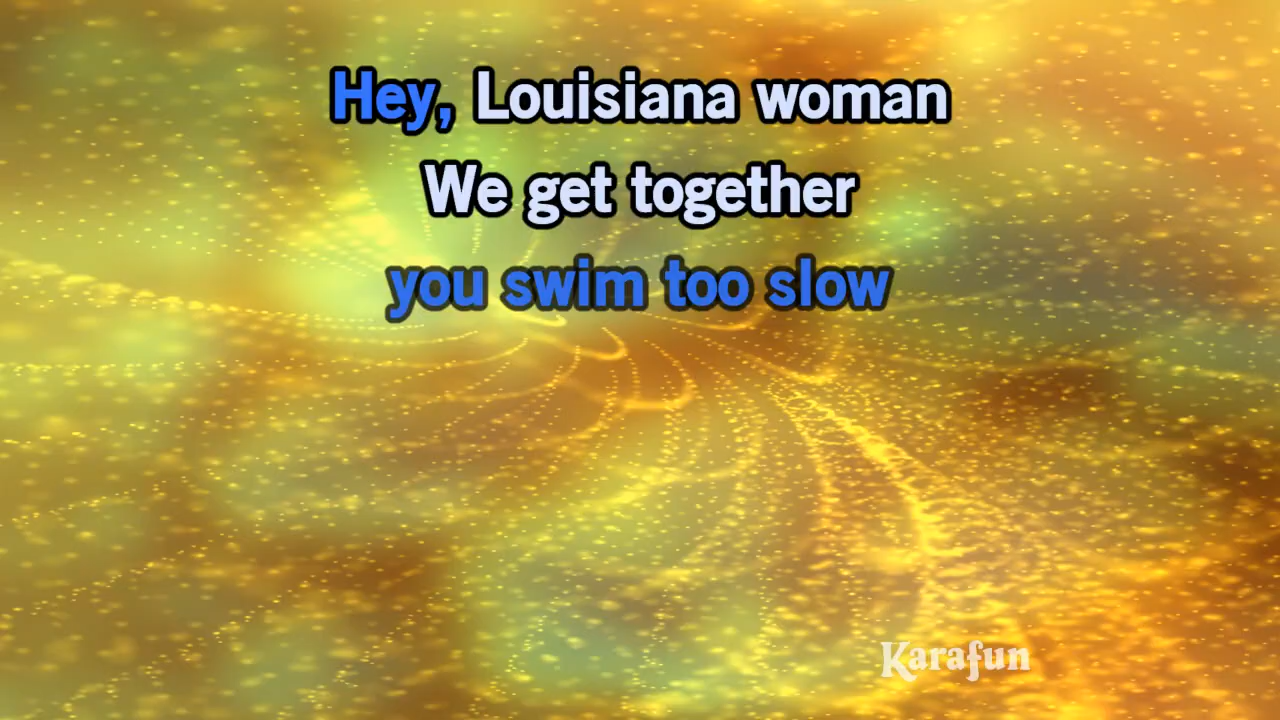 Hey, Louisiana woman
We get together
you swim too slow
Karafun